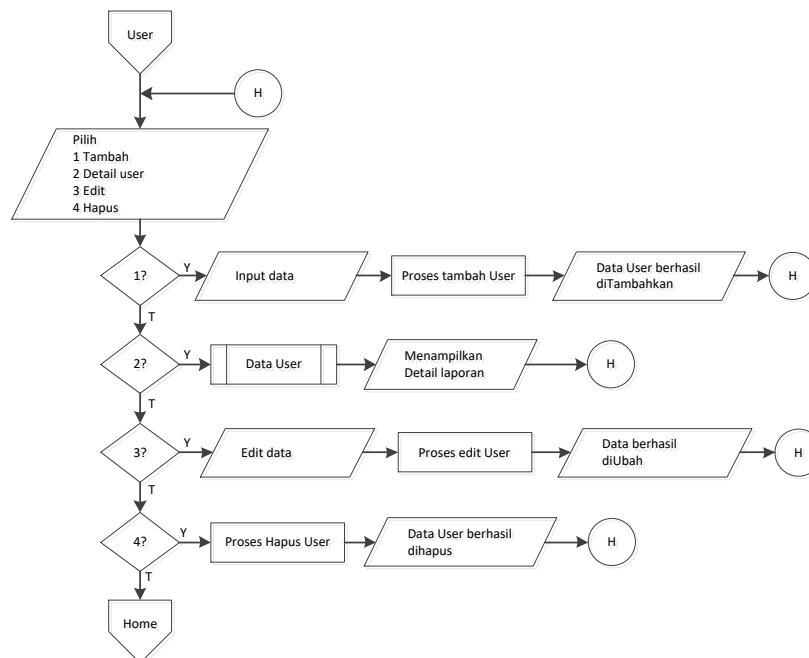 User
H
Pilih
1 Tambah
2 Detail user
3 Edit
4 Hapus
1?
Y
Input data
Proses tambah User
Data User berhasil
diTambahkan
H
T
2?
Y
Data User
Menampilkan
Detail laporan
H
T
3?
Y
Edit data
Proses edit User
Data berhasil
diUbah
H
T
4?
Y
Proses Hapus User
Data User berhasil
dihapus
H
T
Home